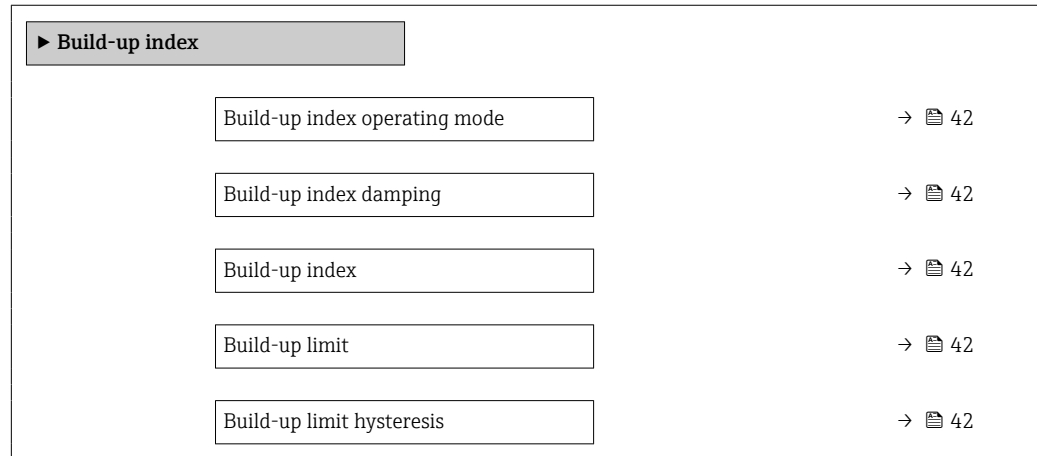 ▶ Build-up index
Build-up index operating mode → 42
Build-up index damping → 42
Build-up index → 42
Build-up limit → 42
Build-up limit hysteresis → 42